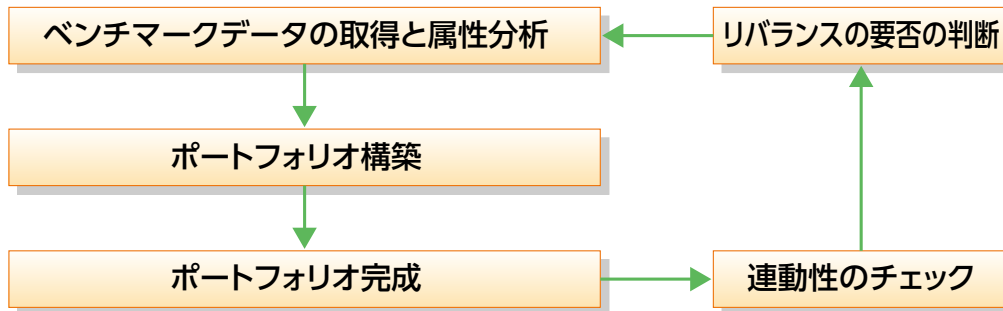 ベンチマークデータの取得と属性分析
リバランスの要否の判断
ポートフォリオ構築
ポートフォリオ完成
連動性のチェック